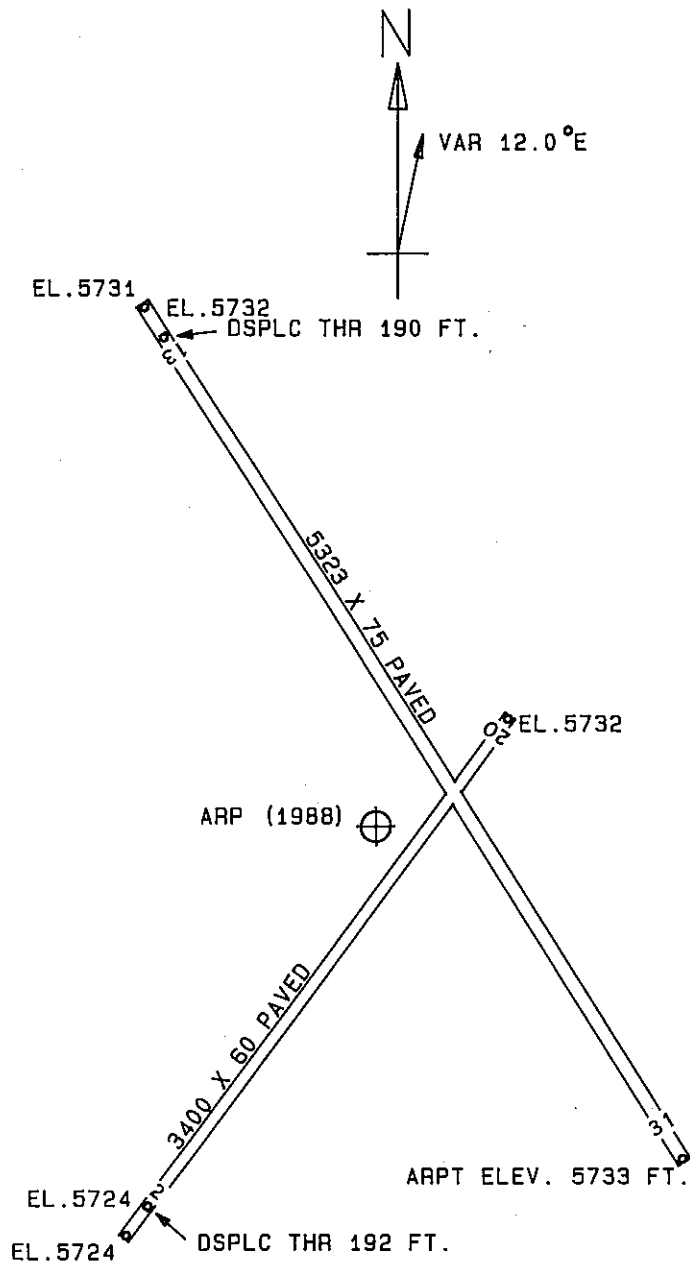 N
VAR 12.0°E
EL.5731
EL.5732
DSPLC THR 190 FT.
13
5323 X 75 PAVED
20
EL.5732
ARP (1988)
3400 X 60 PAVED
31
ARPT ELEV. 5733 FT.
EL.5724
2
DSPLC THR 192 FT.
EL.5724